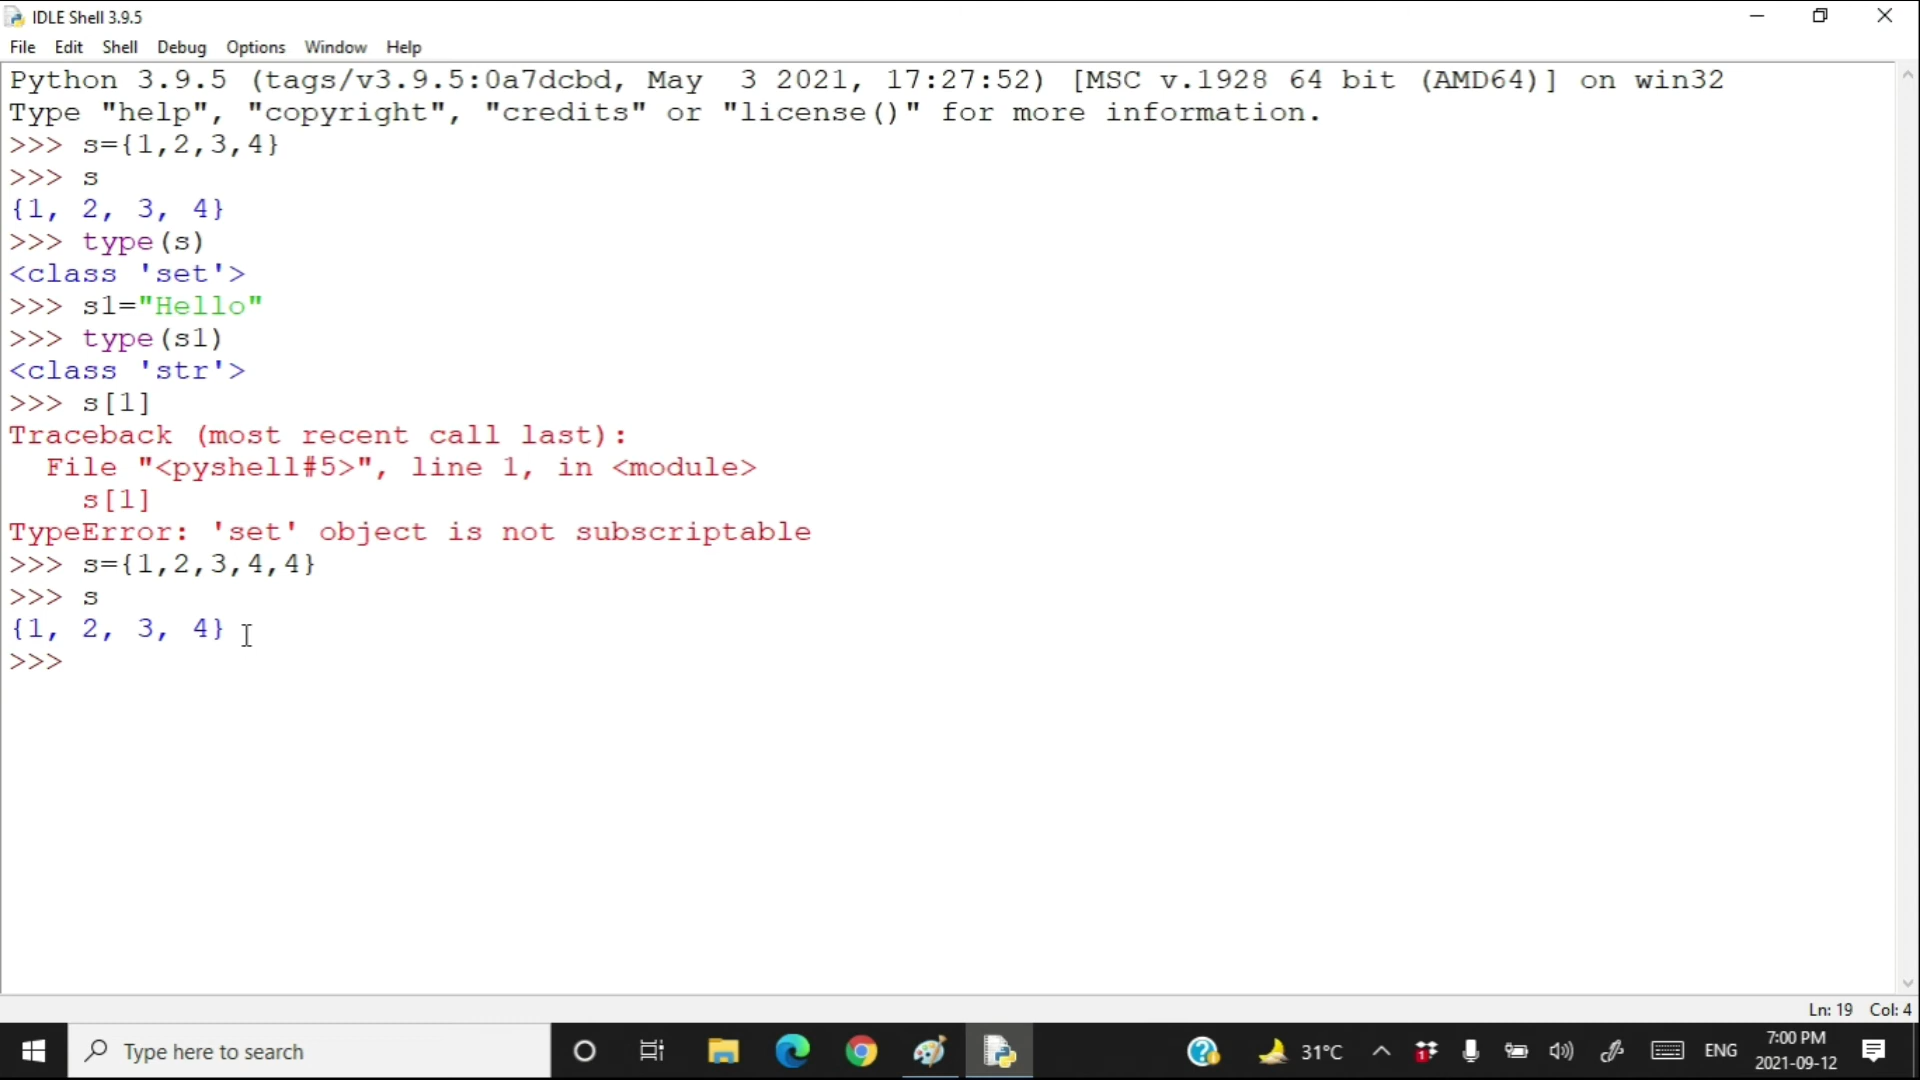 IDLE Shell 3.9.5
File Edit Shell Debug Options Window Help
Python 3.9.5 (tags/v3.9.5:0a7dcbd, May  3 2021, 17:27:52) [MSC v.1928 64 bit (AMD64)] on win32
Type "help", "copyright", "credits" or "license()" for more information.
>>> s={1,2,3,4}
>>> s
{1, 2, 3, 4}
>>> type(s)
<class 'set'>
>>> s1="Hello"
>>> type(s1)
<class 'str'>
>>> s[1]
Traceback (most recent call last):
  File "<pyshell#5>", line 1, in <module>
    s[1]
TypeError: 'set' object is not subscriptable
>>> s={1,2,3,4,4}
>>> s
{1, 2, 3, 4}
>>>
Ln: 19 Col: 4
Type here to search
31°C
ENG
7:00 PM
2021-09-12